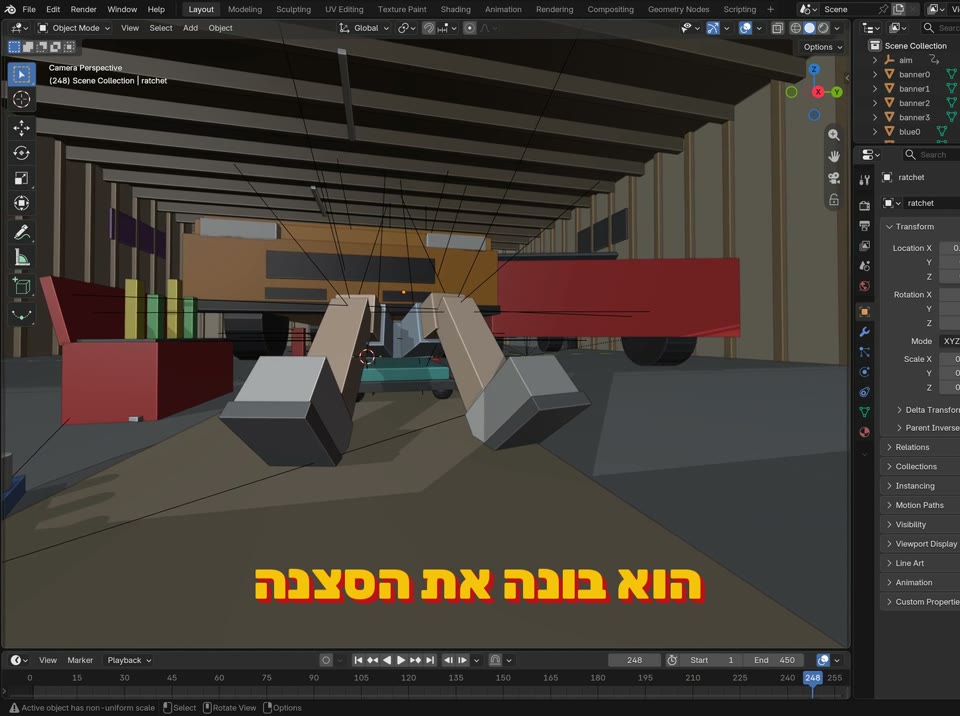 File Edit Render Window Help Layout Modeling Sculpting UV Editing Texture Paint Shading Animation Rendering Compositing Geometry Nodes Scripting + Scene
Object Mode View Select Add Object Global
Options
Camera Perspective
(248) Scene Collection | ratchet
Z
X
Y
Scene Collection
aim
banner0
banner1
banner2
banner3
blue0
Search
ratchet
ratchet
Transform
Location X 0.
Y
Z
Rotation X
Y
Z
Mode XYZ
Scale X
Y
Z
Delta Transform
Parent Inverse
Relations
Collections
Instancing
Motion Paths
Visibility
Viewport Display
Line Art
Animation
Custom Properties
הוא בונה את הסצנה
View Marker Playback 248 Start 1 End 450
0 15 30 45 60 75 90 105 120 135 150 165 180 195 210 225 240 248 255
Active object has non-uniform scale Select Rotate View Options